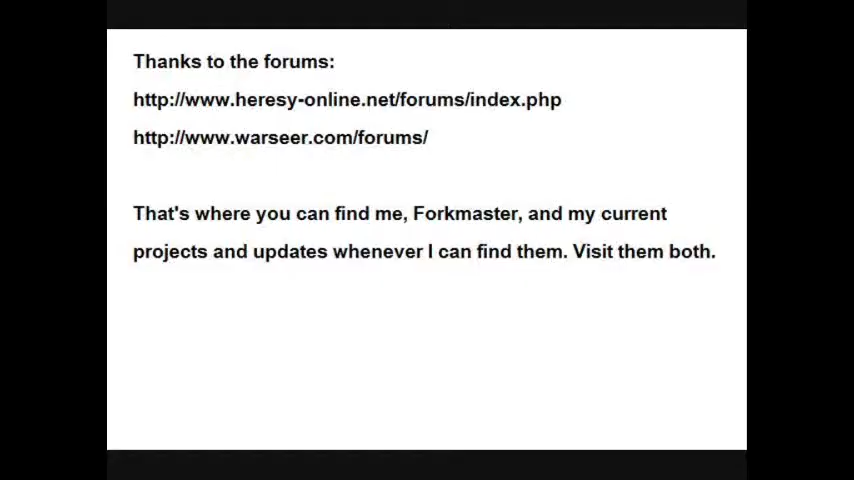 Thanks to the forums:
http://www.heresy-online.net/forums/index.php
http://www.warseer.com/forums/
That's where you can find me, Forkmaster, and my current
projects and updates whenever I can find them. Visit them both.